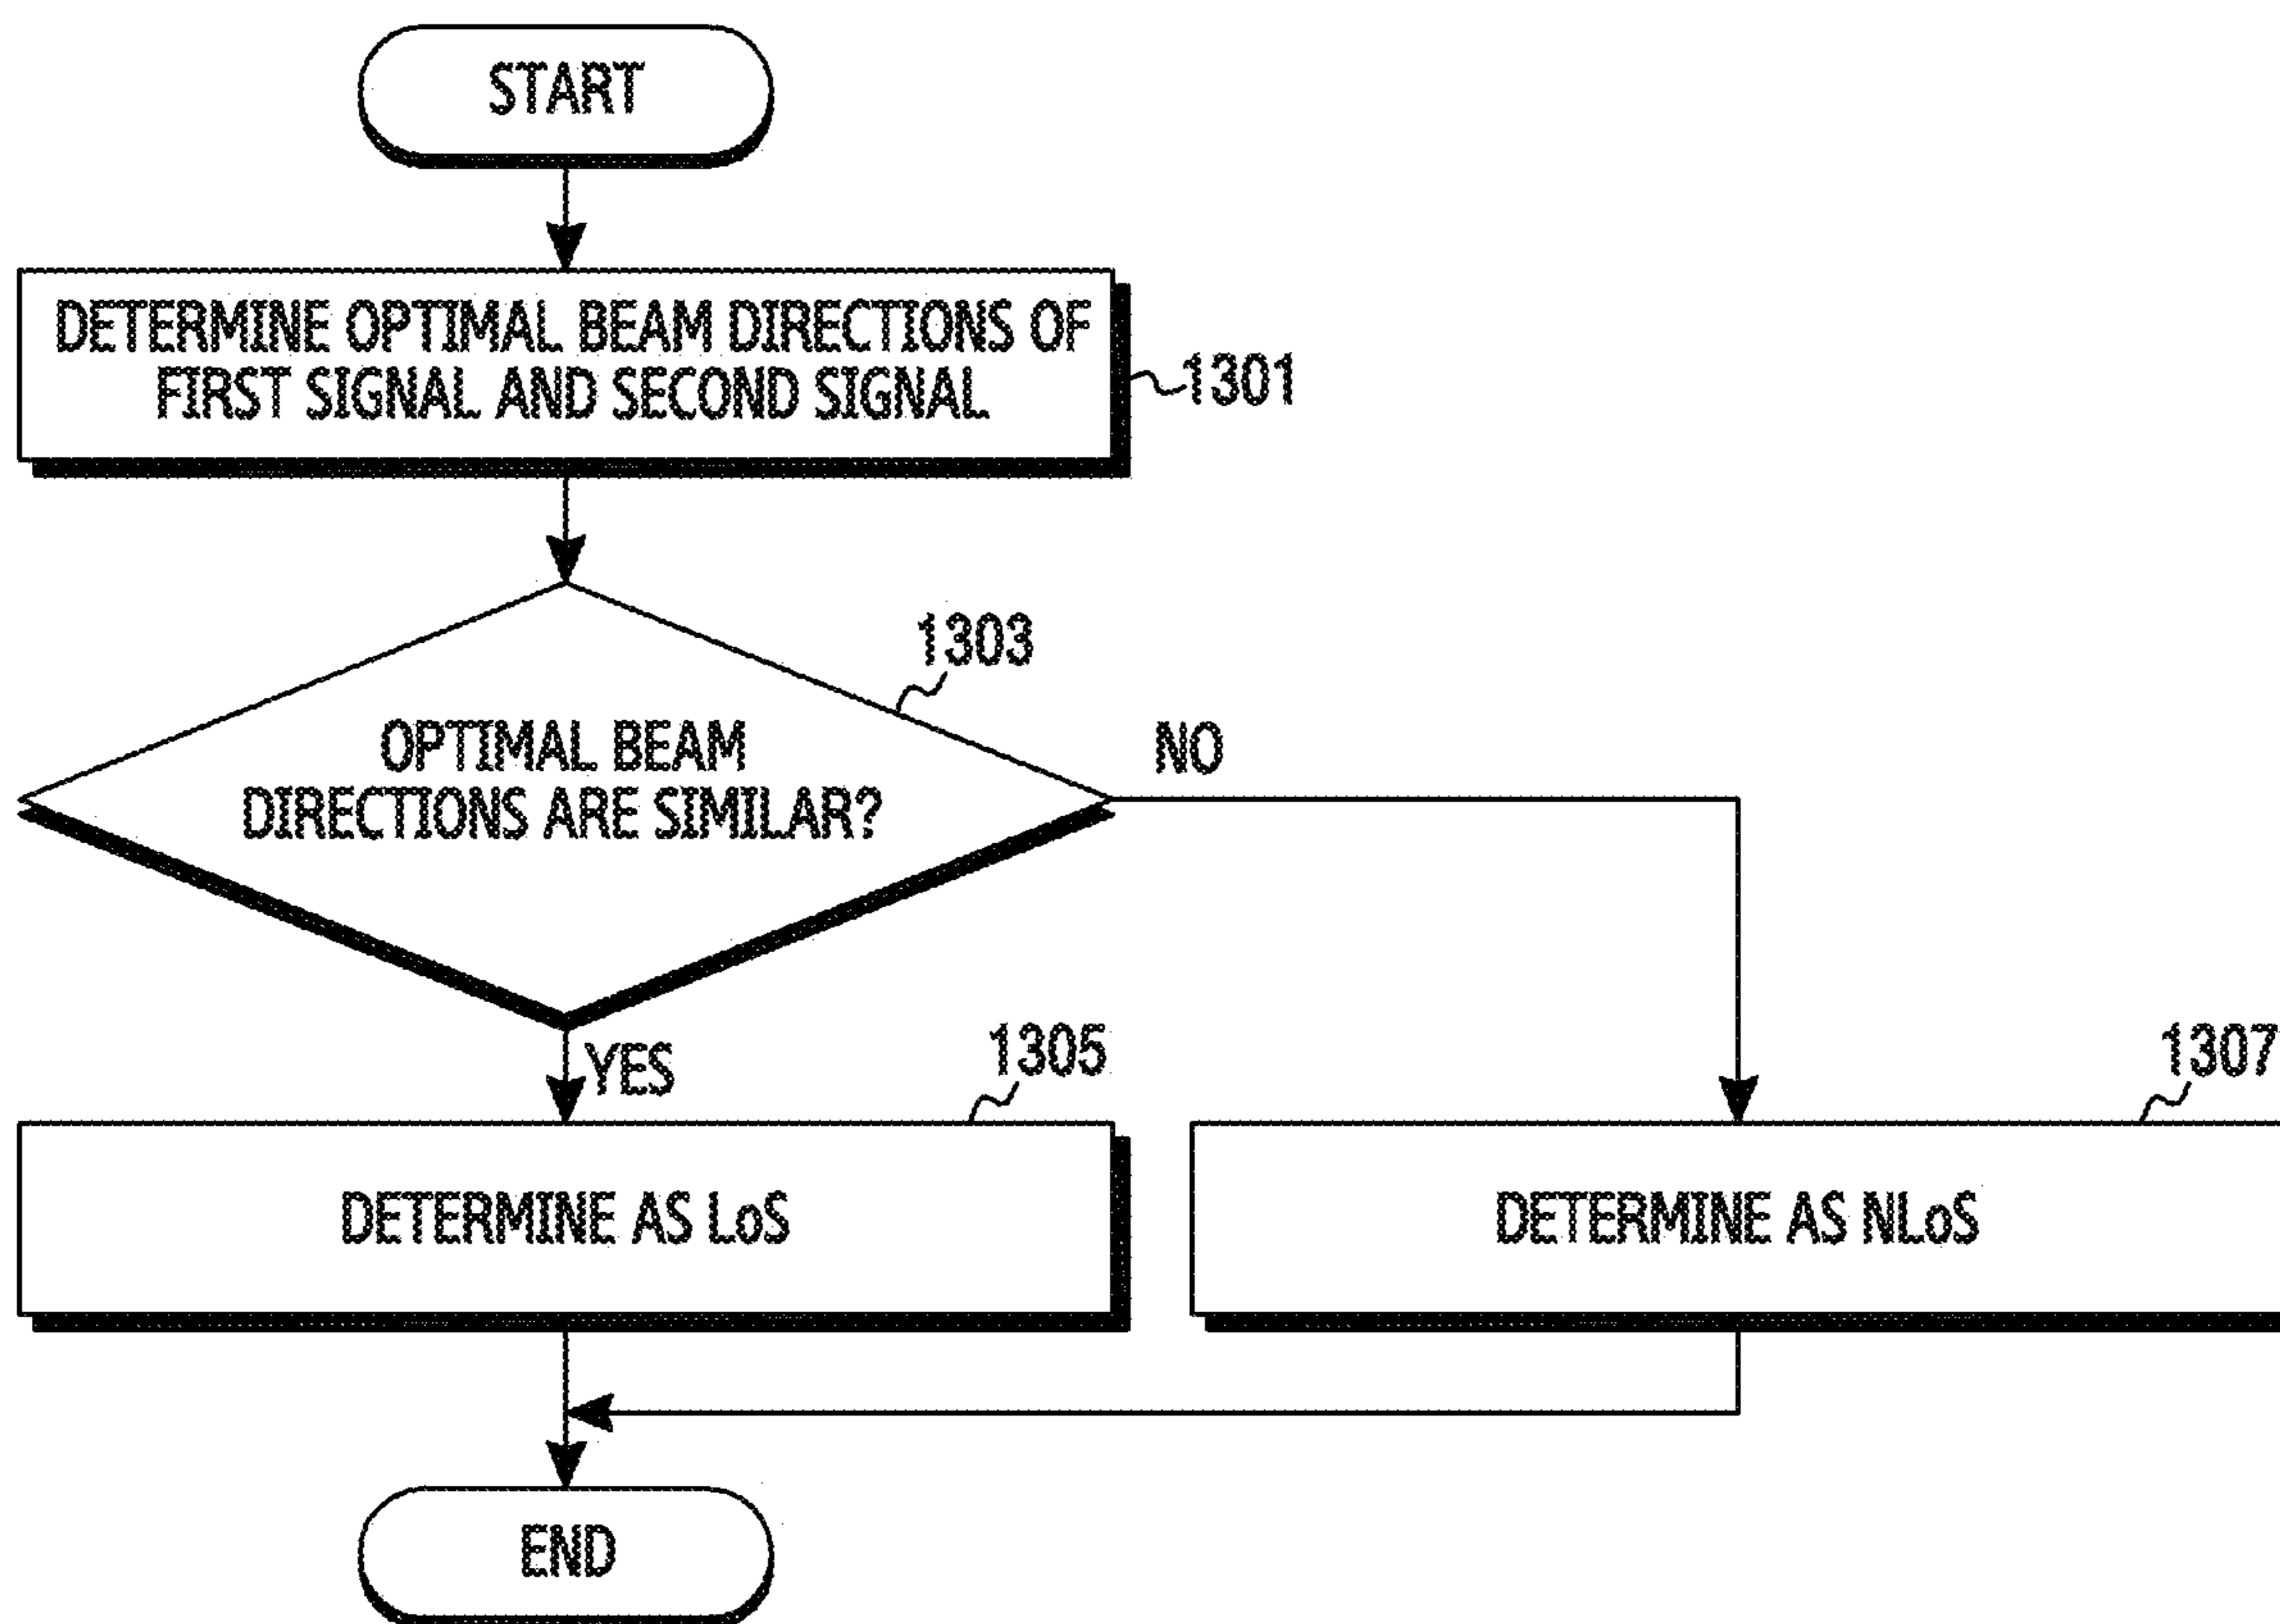 START
DETERMINE OPTIMAL BEAM DIRECTIONS OF
FIRST SIGNAL AND SECOND SIGNAL
1301
1303
OPTIMAL BEAM
DIRECTIONS ARE SIMILAR?
NO
YES
1305
1307
DETERMINE AS LoS
DETERMINE AS NLoS
END